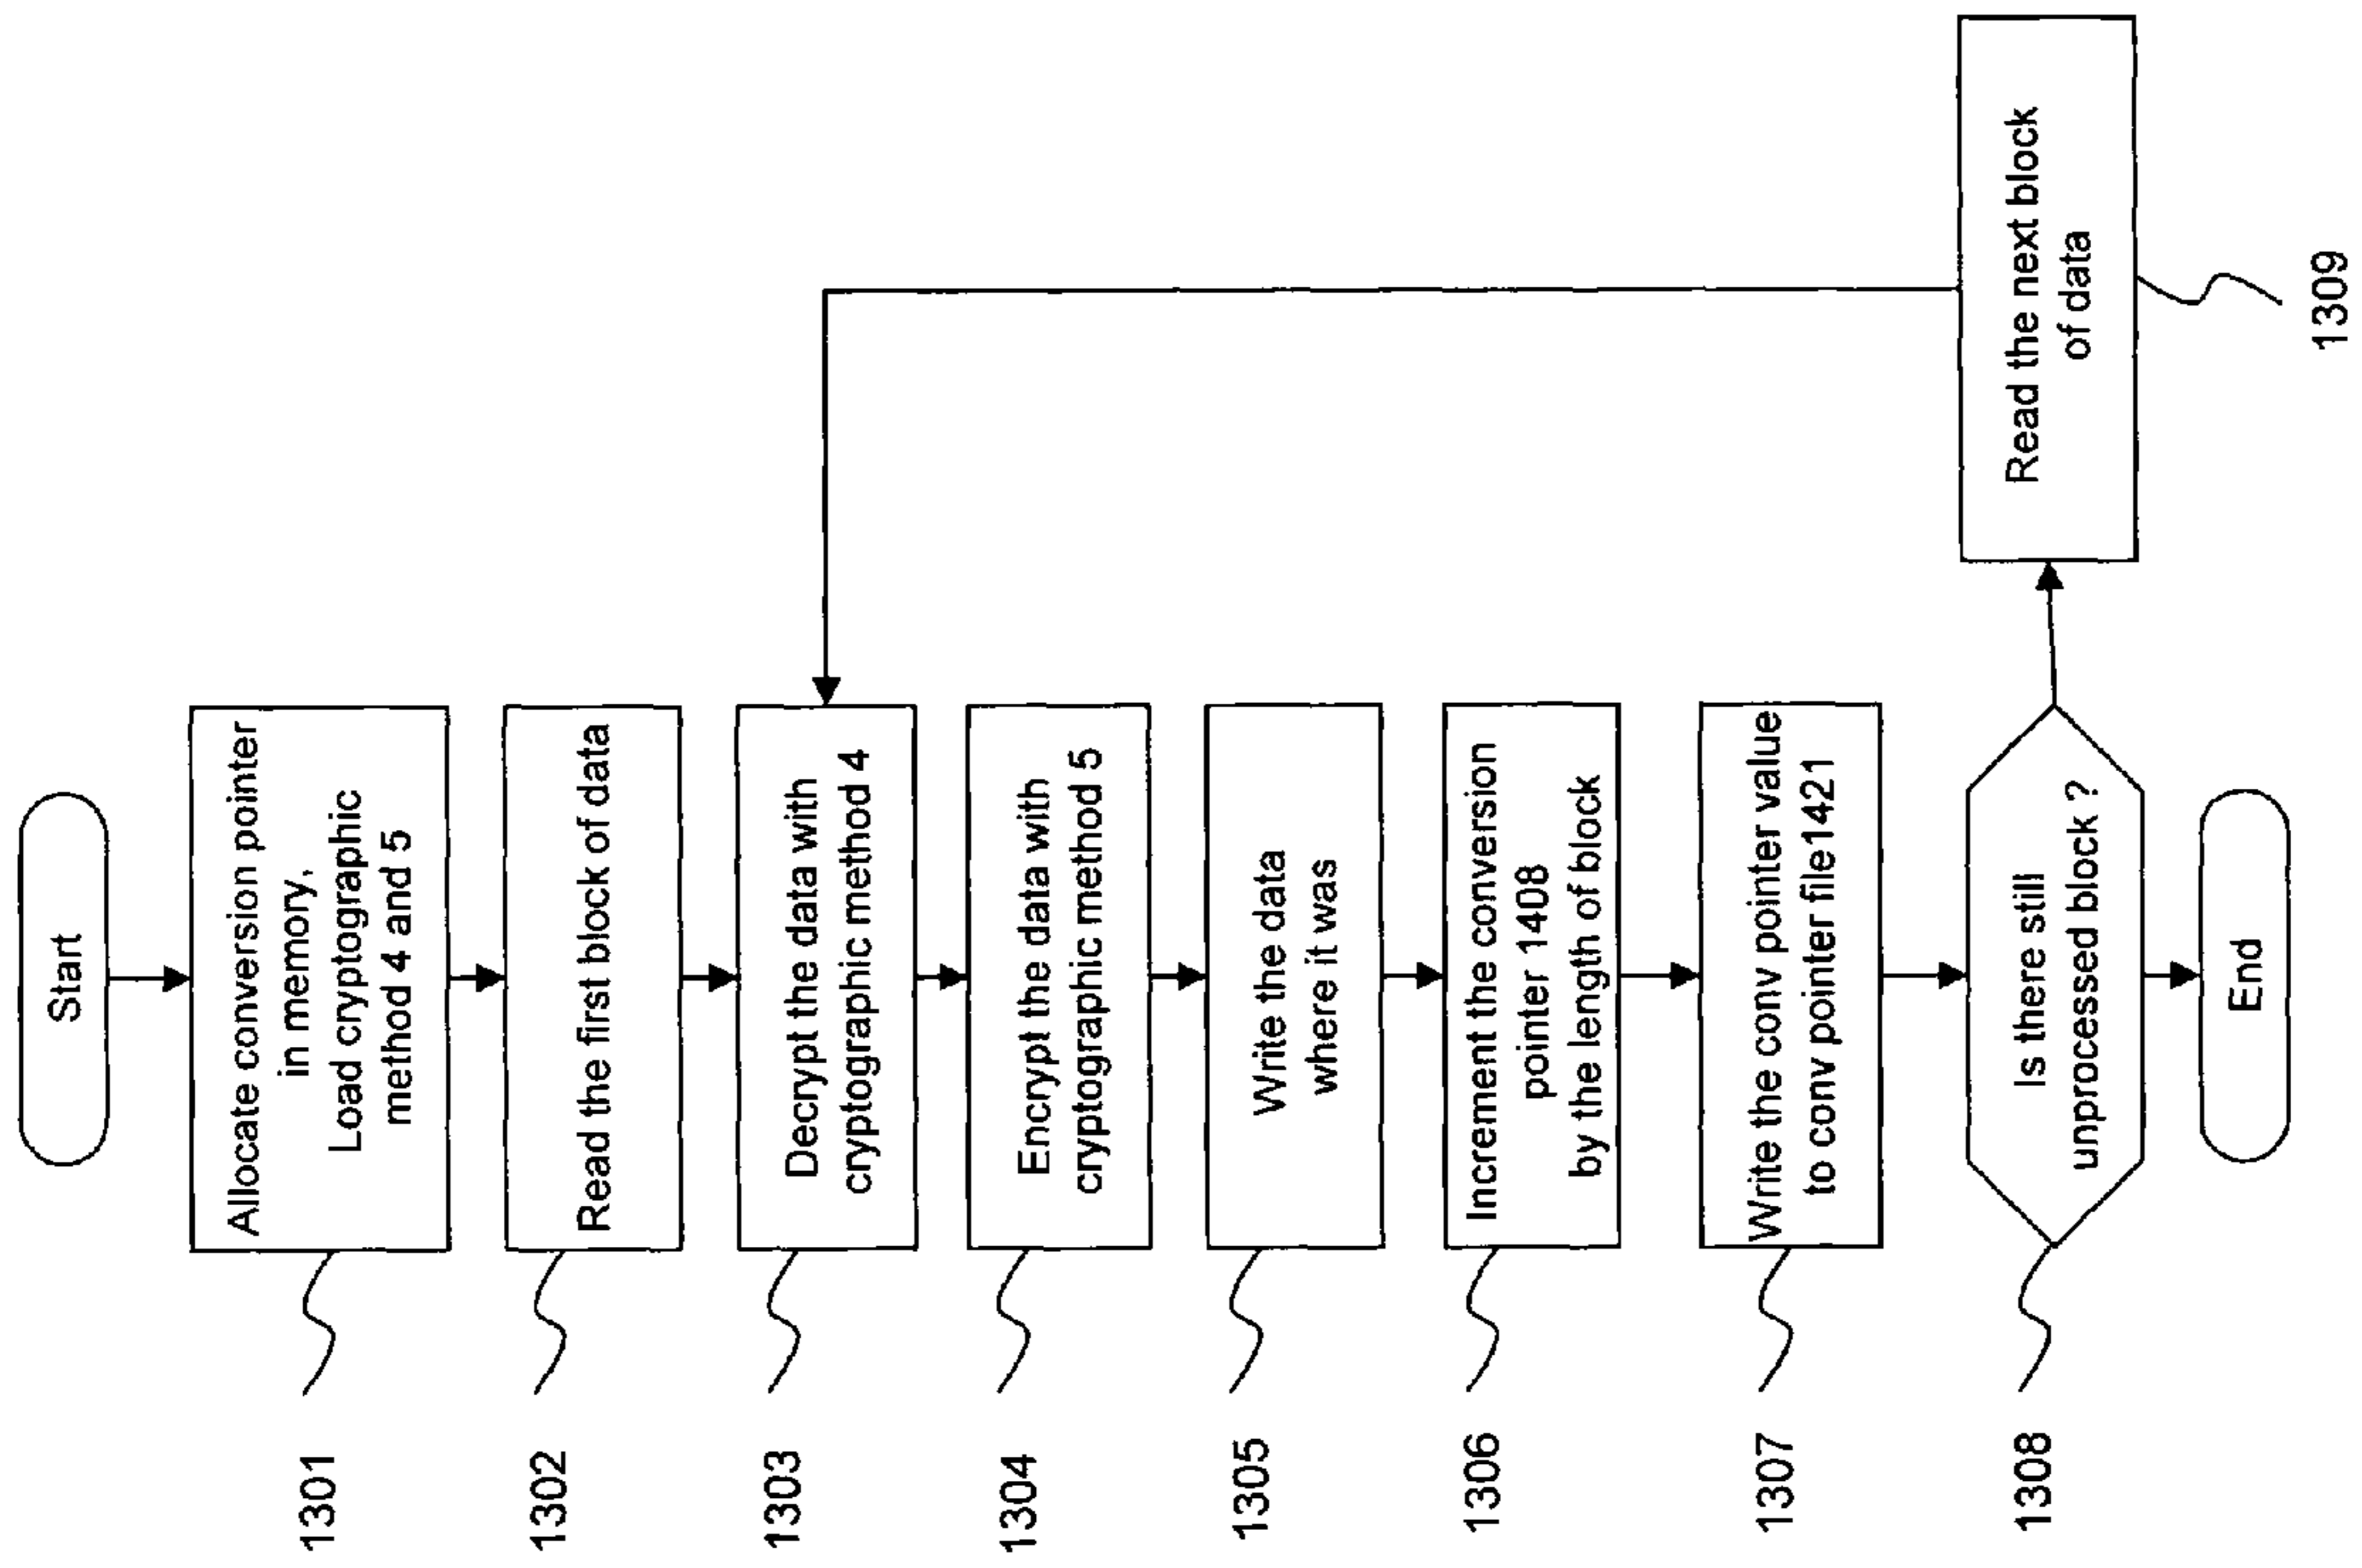 Start
Allocate conversion pointer
in memory,
Load cryptographic
method 4 and 5
1301
Read the first block of data
1302
Decrypt the data with
cryptographic method 4
1303
Encrypt the data with
cryptographic method 5
1304
Write the data
where it was
1305
Increment the conversion
pointer 1408
by the length of block
1306
Write the conv pointer value
to conv pointer file1421
1307
Is there still
unprocessed block ?
1308
Read the next block
of data
1309
End